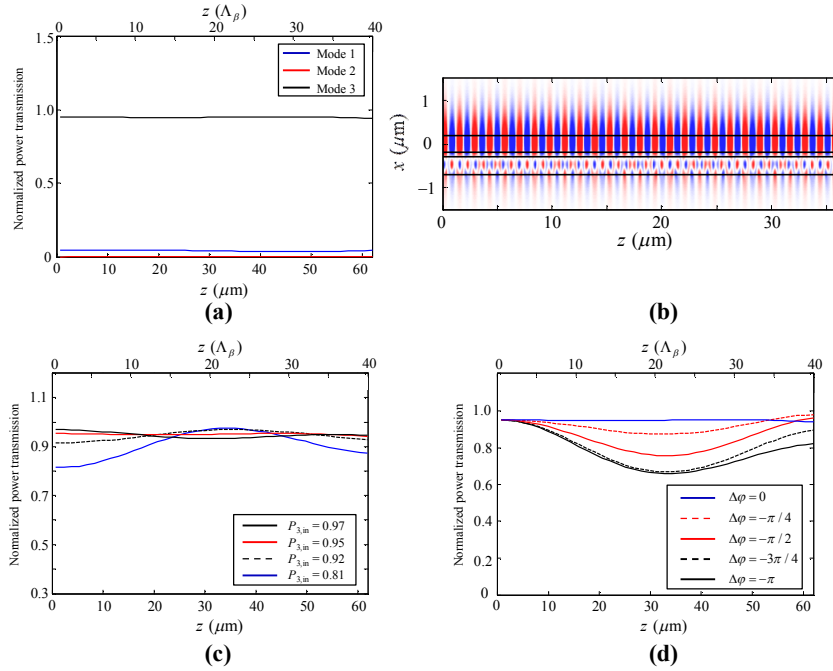 z (Λβ)
0 10 20 30 40
1.5
1.0
0.5
0
Normalized power transmission
Mode 1
Mode 2
Mode 3
0 10 20 30 40 50 60
z (μm)
(a)
x (μm)
1
0
−1
0 10 20 30
z (μm)
(b)
z (Λβ)
0 10 20 30 40
1.1
0.9
0.7
0.5
0.3
Normalized power transmission
P3,in = 0.97
P3,in = 0.95
P3,in = 0.92
P3,in = 0.81
0 10 20 30 40 50 60
z (μm)
(c)
z (Λβ)
0 10 20 30 40
1.0
0.8
0.6
0.4
0.2
0
Normalized power transmission
Δφ = 0
Δφ = −π / 4
Δφ = −π / 2
Δφ = −3π / 4
Δφ = −π
0 10 20 30 40 50 60
z (μm)
(d)